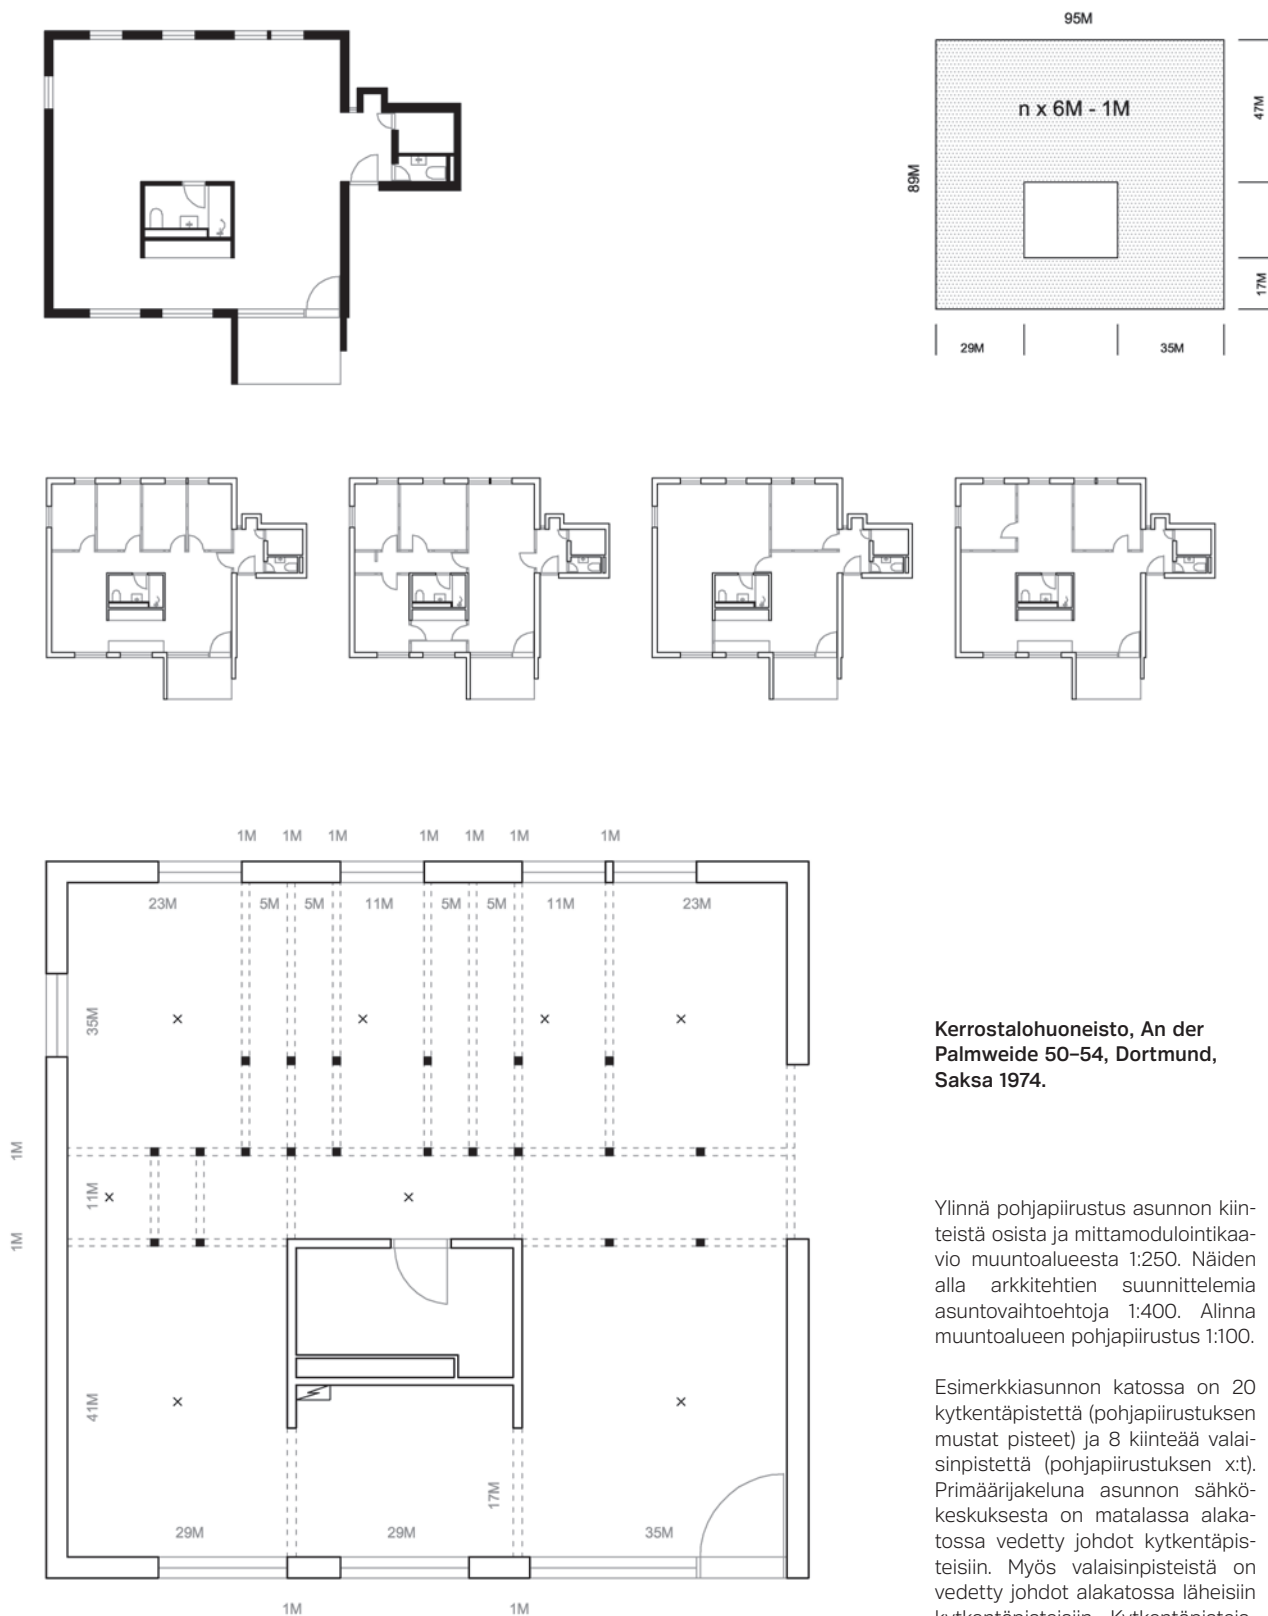 95M
n x 6M - 1M
47M
89M
17M
29M
35M
1M 1M 1M 1M 1M 1M 1M
23M 5M 5M 11M 5M 5M 11M 23M
35M
1M
11M
1M
41M
17M
29M 29M 35M
1M 1M
Kerrostalohuoneisto, An der
Palmweide 50–54, Dortmund,
Saksa 1974.
Ylinnä pohjapiirustus asunnon kiin-
teistä osista ja mittamodulointikaa-
vio muuntoalueesta 1:250. Näiden
alla arkkitehtien suunnittelemia
asuntovaihtoehtoja 1:400. Alinna
muuntoalueen pohjapiirustus 1:100.
Esimerkkiasunnon katossa on 20
kytkentäpistettä (pohjapiirustuksen
mustat pisteet) ja 8 kiinteää valai-
sinpistettä (pohjapiirustuksen x:t).
Primäärijakeluna asunnon sähkö-
keskuksesta on matalassa alaka-
tossa vedetty johdot kytkentäpis-
teisiin. Myös valaisinpisteistä on
vedetty johdot alakatossa läheisiin